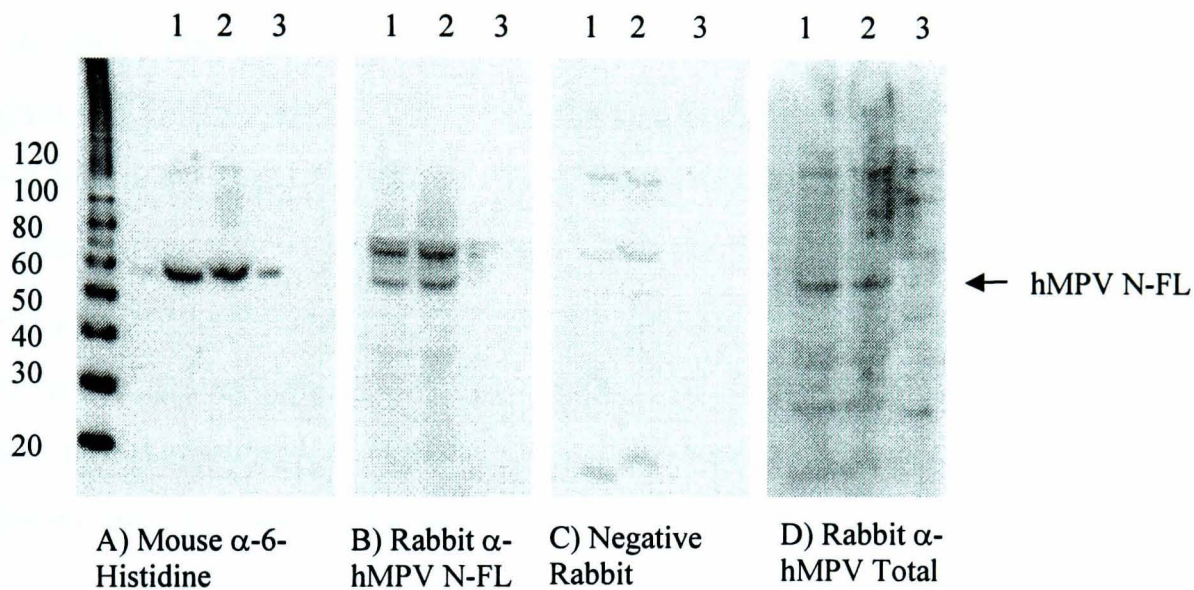 1 2 3 1 2 3 1 2 3 1 2 3
120
100
80
60
50
40
30
20
hMPV N-FL
A) Mouse α-6-
Histidine
B) Rabbit α-
hMPV N-FL
C) Negative
Rabbit
D) Rabbit α-
hMPV Total